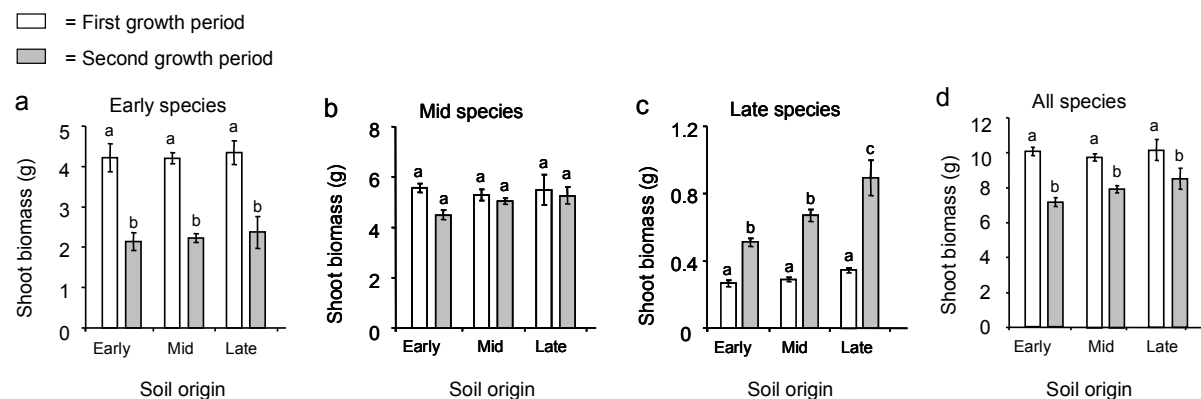 = First growth period
= Second growth period
a
Early species
a
a
a
b
b
b
5
4
3
2
1
0
Shoot biomass (g)
Early
Mid
Late
Soil origin
b
Mid species
a
a
a
a
a
a
8
6
4
2
0
Shoot biomass (g)
Early
Mid
Late
Soil origin
c
Late species
a
b
a
b
a
c
1.2
0.8
0.4
0
Shoot biomass (g)
Early
Mid
Late
Soil origin
d
All species
a
b
a
b
a
b
12
10
8
6
4
2
0
Shoot biomass (g)
Early
Mid
Late
Soil origin